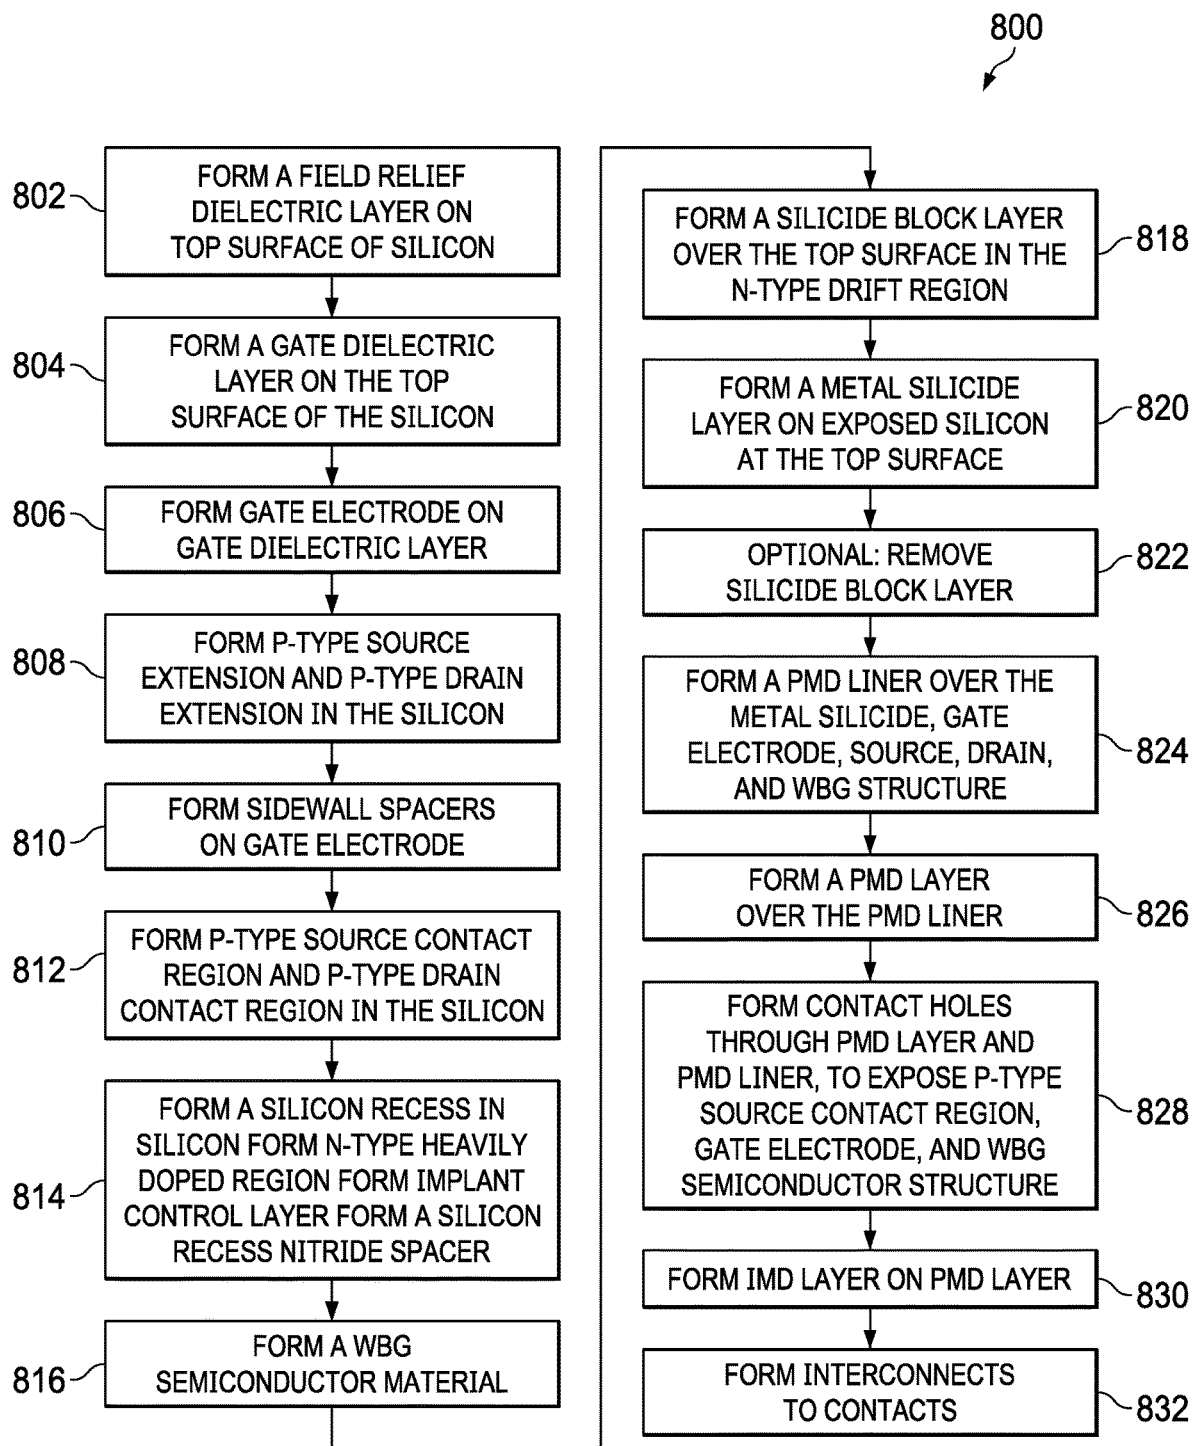 800
802
FORM A FIELD RELIEF
DIELECTRIC LAYER ON
TOP SURFACE OF SILICON
804
FORM A GATE DIELECTRIC
LAYER ON THE TOP
SURFACE OF THE SILICON
806
FORM GATE ELECTRODE ON
GATE DIELECTRIC LAYER
808
FORM P-TYPE SOURCE
EXTENSION AND P-TYPE DRAIN
EXTENSION IN THE SILICON
810
FORM SIDEWALL SPACERS
ON GATE ELECTRODE
812
FORM P-TYPE SOURCE CONTACT
REGION AND P-TYPE DRAIN
CONTACT REGION IN THE SILICON
814
FORM A SILICON RECESS IN
SILICON FORM N-TYPE HEAVILY
DOPED REGION FORM IMPLANT
CONTROL LAYER FORM A SILICON
RECESS NITRIDE SPACER
816
FORM A WBG
SEMICONDUCTOR MATERIAL
FORM A SILICIDE BLOCK LAYER
OVER THE TOP SURFACE IN THE
N-TYPE DRIFT REGION
818
FORM A METAL SILICIDE
LAYER ON EXPOSED SILICON
AT THE TOP SURFACE
820
OPTIONAL: REMOVE
SILICIDE BLOCK LAYER
822
FORM A PMD LINER OVER THE
METAL SILICIDE, GATE
ELECTRODE, SOURCE, DRAIN,
AND WBG STRUCTURE
824
FORM A PMD LAYER
OVER THE PMD LINER
826
FORM CONTACT HOLES
THROUGH PMD LAYER AND
PMD LINER, TO EXPOSE P-TYPE
SOURCE CONTACT REGION,
GATE ELECTRODE, AND WBG
SEMICONDUCTOR STRUCTURE
828
FORM IMD LAYER ON PMD LAYER
830
FORM INTERCONNECTS
TO CONTACTS
832